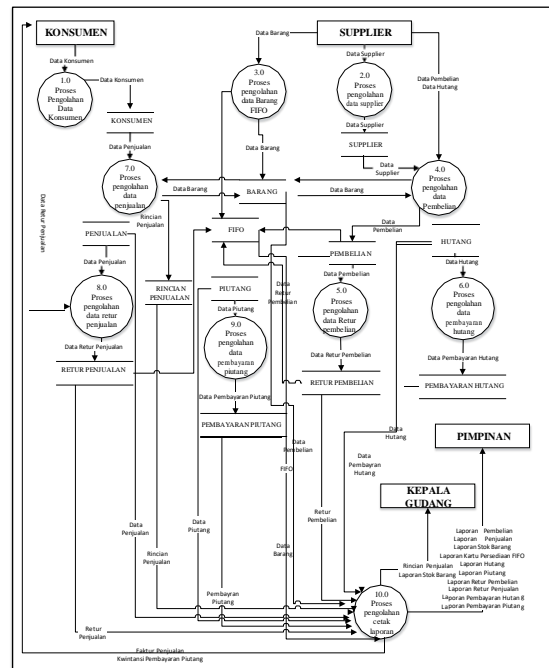 KONSUMEN
SUPPLIER
Data Barang
Data Supplier
Data Konsumen
Data Konsumen
1.0
Proses
Pengolahan
Data
Konsumen
3.0
Proses
pengolahan
data Barang
FIFO
2.0
Proses
pengolahan
data supplier
Data Pembelian
Data Hutang
KONSUMEN
Data Supplier
SUPPLIER
Data Penjualan
Data Barang
Data
Supplier
7.0
Proses
pengolahan
data
penjualan
4.0
Proses
pengolahan
data
Pembelian
Data Barang
BARANG
Data Barang
Data Retur
Penjualan
Rincian
Penjualan
PENJUALAN
FIFO
Data
Pembelian
PEMBELIAN
HUTANG
Data Penjualan
Data
Retur
Pembelian
Data Pembelian
Data Hutang
8.0
Proses
pengolahan
data retur
penjualan
RINCIAN
PENJUALAN
PIUTANG
5.0
Proses
pengolahan
data Retur
pembelian
6.0
Proses
pengolahan
data
pembayaran
hutang
Data Piutang
9.0
Proses
pengolahan
data
pembayaran
piutang
Data Retur Penjualan
Data Retur Pembelian
Data Pembayaran Hutang
RETUR PENJUALAN
RETUR PEMBELIAN
PEMBAYARAN HUTANG
Data Pembayaran Piutang
PEMBAYARAN PIUTANG
Data
Hutang
PIMPINAN
Data
Pembelian
FIFO
Data
Pembayran
Hutang
KEPALA
GUDANG
Data
Penjualan
Data
Piutang
Retur
Pembelian
Data
Barang
Rincian
Penjualan
Laporan Pembelian
Laporan Penjualan
Laporan Stok Barang
Laporan Kartu Persediaan FIFO
Laporan Hutang
Laporan Piutang
Laporan Retur Pembelian
Laporan Retur Penjualan
Laporan Pembayaran Hutang
Laporan Pembayaran Piutang
Rincian Penjualan
Laporan Stok Barang
Pembayran
Piutang
10.0
Proses
pengolahan
cetak
laporan
Retur
Penjualan
Faktur Penjualan
Kwintansi Pembayaran Piutang